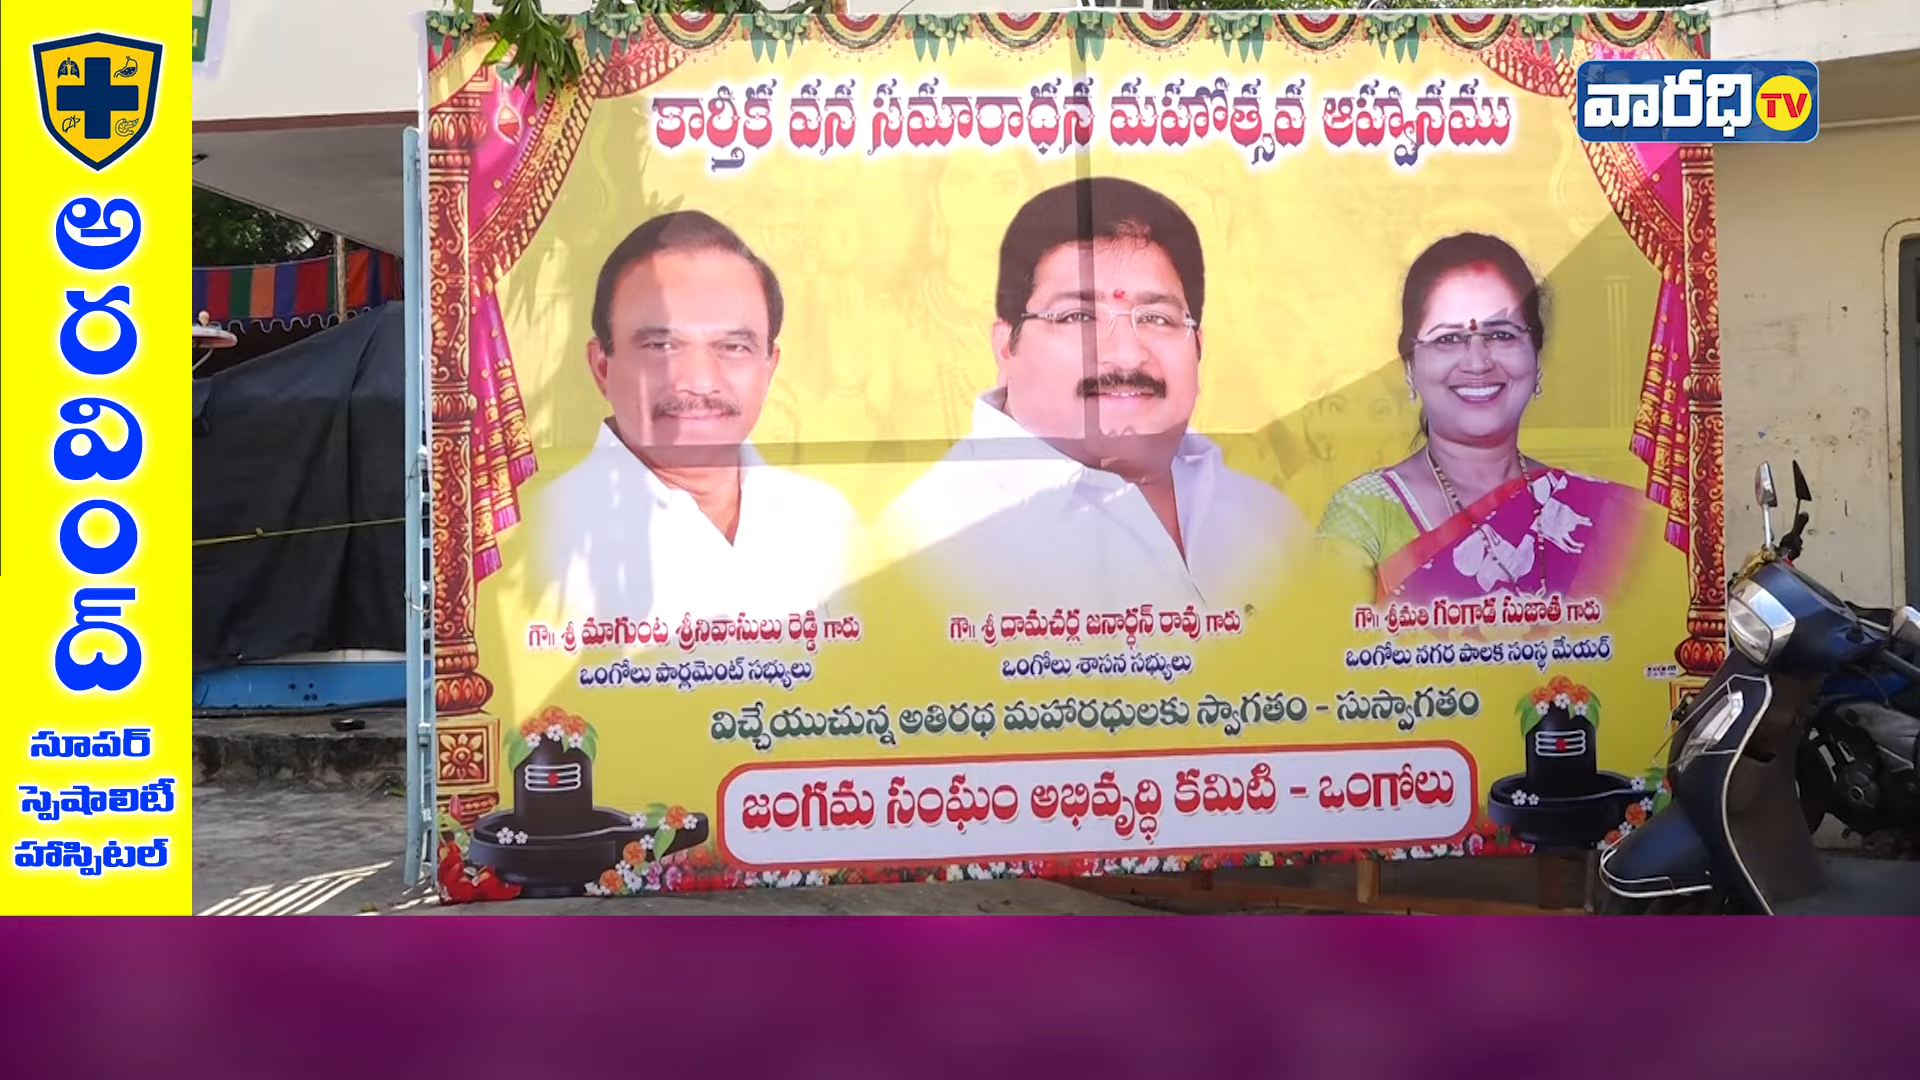 అరవింద్
సూపర్
స్పెషాలిటీ
హాస్పిటల్
వారధి TV
కార్తీక వన సమారాధన మహోత్సవ ఆహ్వానము
గౌ॥ శ్రీ మాగుంట శ్రీనివాసులు రెడ్డి గారు
ఒంగోలు పార్లమెంట్ సభ్యులు
గౌ॥ శ్రీ దామచర్ల జనార్ధన్ రావు గారు
ఒంగోలు శాసన సభ్యులు
గౌ॥ శ్రీమతి గంగాడ సుజాత గారు
ఒంగోలు నగర పాలక సంస్థ మేయర్
విచ్చేయుచున్న అతిరథ మహారధులకు స్వాగతం - సుస్వాగతం
జంగమ సంఘం అభివృద్ధి కమిటి - ఒంగోలు